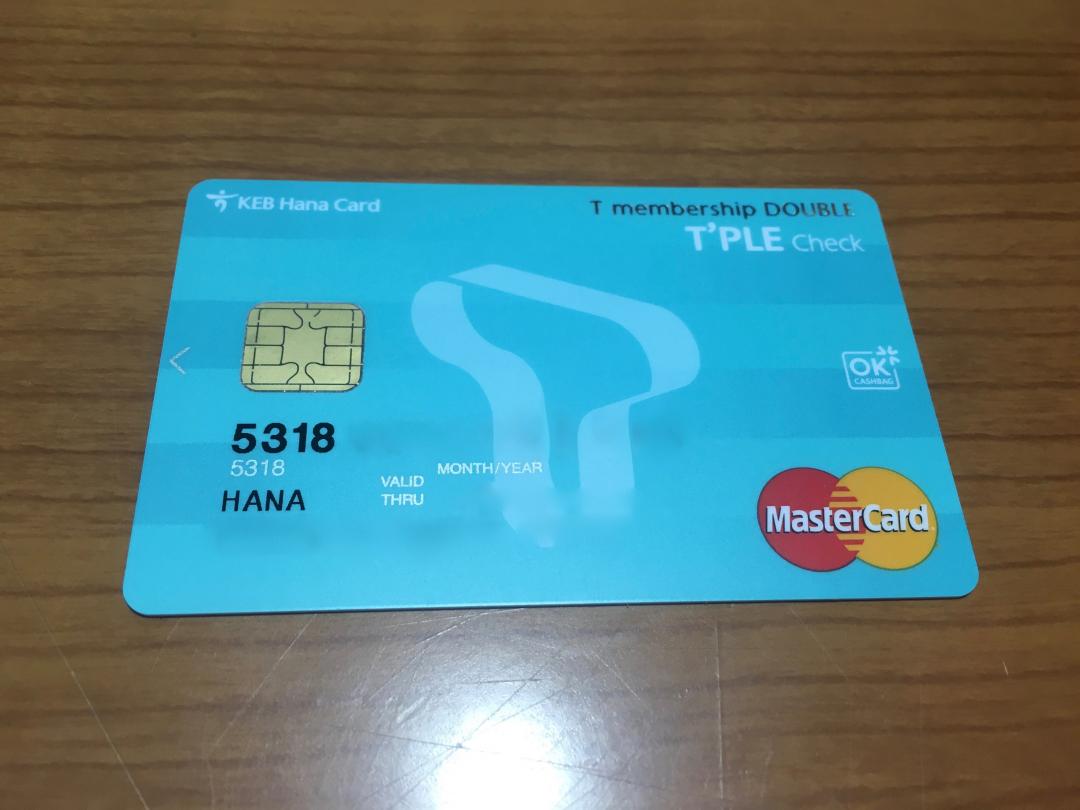 KEB Hana Card
T membership DOUBLE
T'PLE Check
OK
CASHBAG
5318
5318
MONTH/YEAR
VALID
THRU
HANA
MasterCard